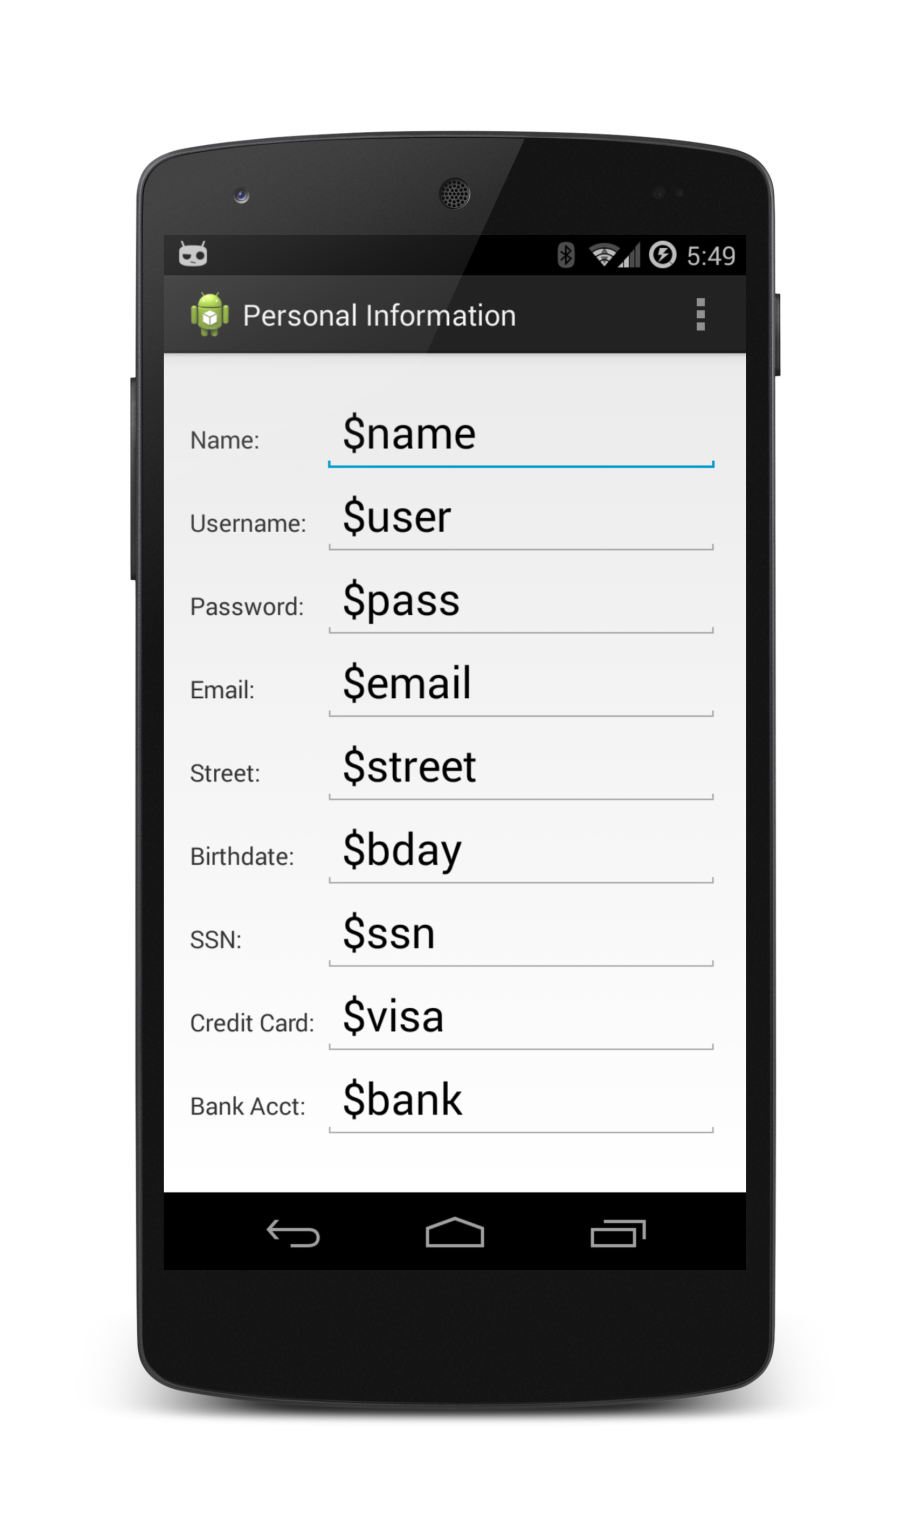 5:49
Personal Information
Name: $name
Username: $user
Password: $pass
Email: $email
Street: $street
Birthdate: $bday
SSN: $ssn
Credit Card: $visa
Bank Acct: $bank